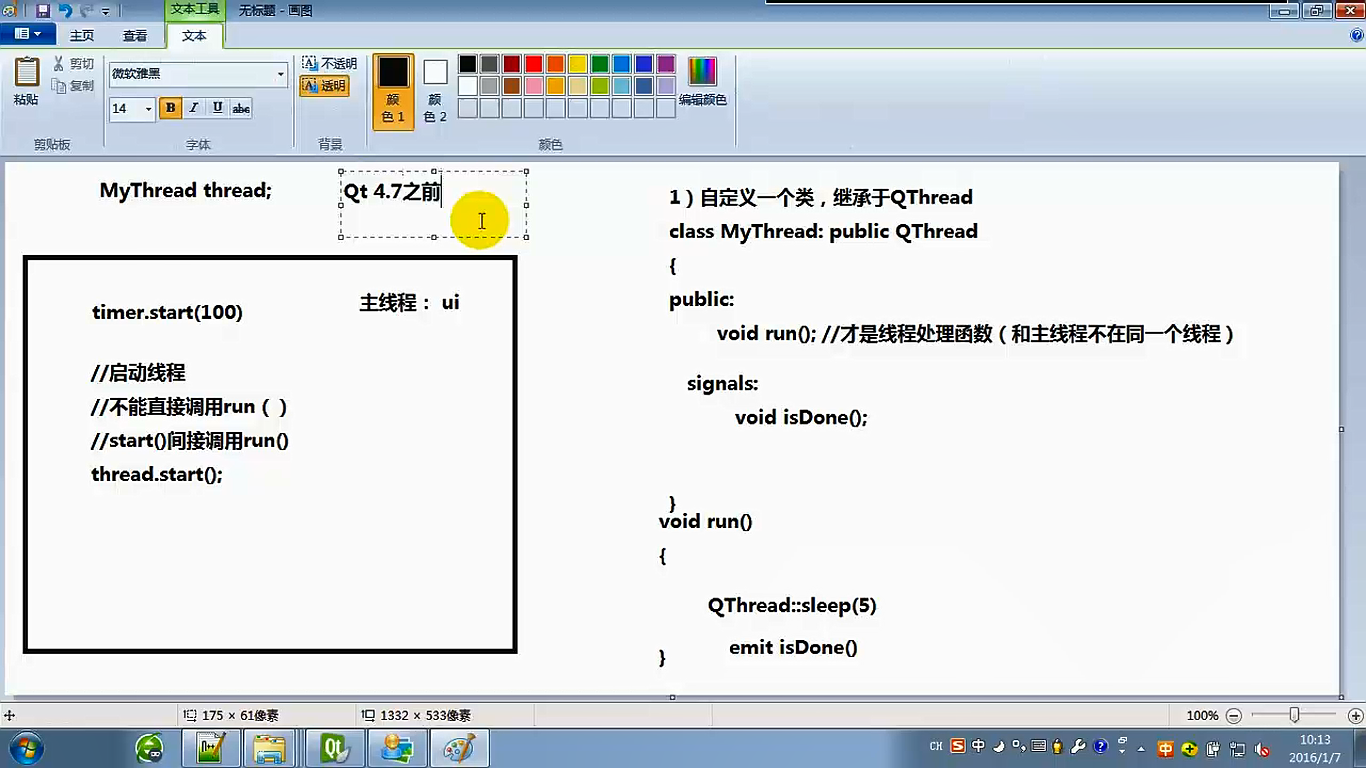 文本工具
无标题 - 画图
主页
查看
文本
粘贴
剪切
复制
剪贴板
微软雅黑
14
B
I
U
abc
字体
不透明
透明
背景
颜色 1
颜色 2
编辑颜色
颜色
MyThread thread;
Qt 4.7之前
timer.start(100)
主线程： ui
//启动线程
//不能直接调用run（ ）
//start()间接调用run()
thread.start();
1）自定义一个类，继承于QThread
class MyThread: public QThread
{
public:
void run(); //才是线程处理函数（和主线程不在同一个线程）
signals:
void isDone();
}
void run()
{
QThread::sleep(5)
emit isDone()
}
175 × 61像素
1332 × 533像素
100%
CH
中
10:13
2016/1/7